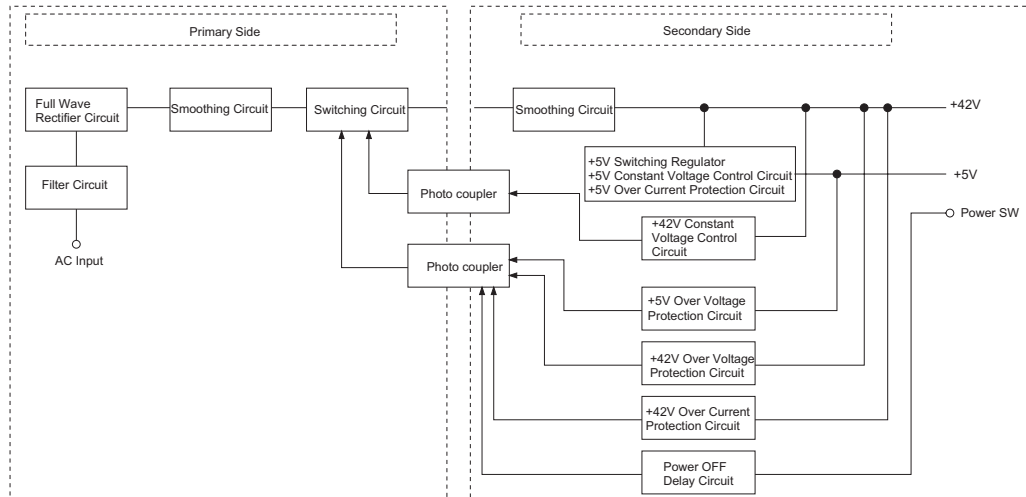 Primary Side
Secondary Side
Full Wave
Rectifier Circuit
Smoothing Circuit
Switching Circuit
Smoothing Circuit
+42V
Filter Circuit
AC Input
+5V Switching Regulator
+5V Constant Voltage Control Circuit
+5V Over Current Protection Circuit
+5V
Photo coupler
Power SW
+42V Constant
Voltage Control
Circuit
Photo coupler
+5V Over Voltage
Protection Circuit
+42V Over Voltage
Protection Circuit
+42V Over Current
Protection Circuit
Power OFF
Delay Circuit